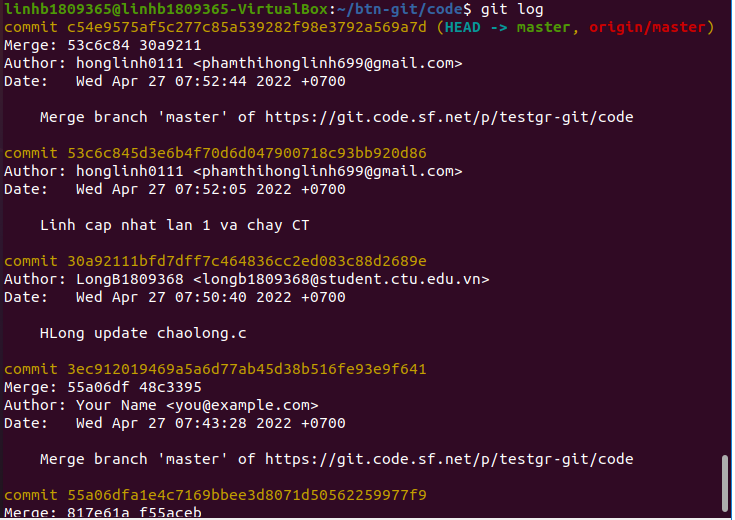 linhb1809365@linhb1809365-VirtualBox:~/btn-git/code$ git log
commit c54e9575af5c277c85a539282f98e3792a569a7d (HEAD -> master, origin/master)
Merge: 53c6c84 30a9211
Author: honglinh0111 <phamthihonglinh699@gmail.com>
Date:   Wed Apr 27 07:52:44 2022 +0700
    Merge branch 'master' of https://git.code.sf.net/p/testgr-git/code
commit 53c6c845d3e6b4f70d6d047900718c93bb920d86
Author: honglinh0111 <phamthihonglinh699@gmail.com>
Date:   Wed Apr 27 07:52:05 2022 +0700
    Linh cap nhat lan 1 va chay CT
commit 30a92111bfd7dff7c464836cc2ed083c88d2689e
Author: LongB1809368 <longb1809368@student.ctu.edu.vn>
Date:   Wed Apr 27 07:50:40 2022 +0700
    HLong update chaolong.c
commit 3ec912019469a5a6d77ab45d38b516fe93e9f641
Merge: 55a06df 48c3395
Author: Your Name <you@example.com>
Date:   Wed Apr 27 07:43:28 2022 +0700
    Merge branch 'master' of https://git.code.sf.net/p/testgr-git/code
commit 55a06dfa1e4c7169bbee3d8071d50562259977f9
Merge: 817e61a f55aceb